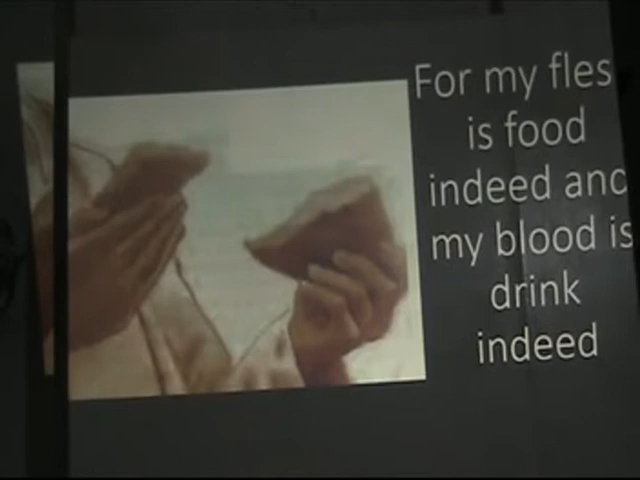 For my fles
is food
indeed and
my blood is
drink
indeed